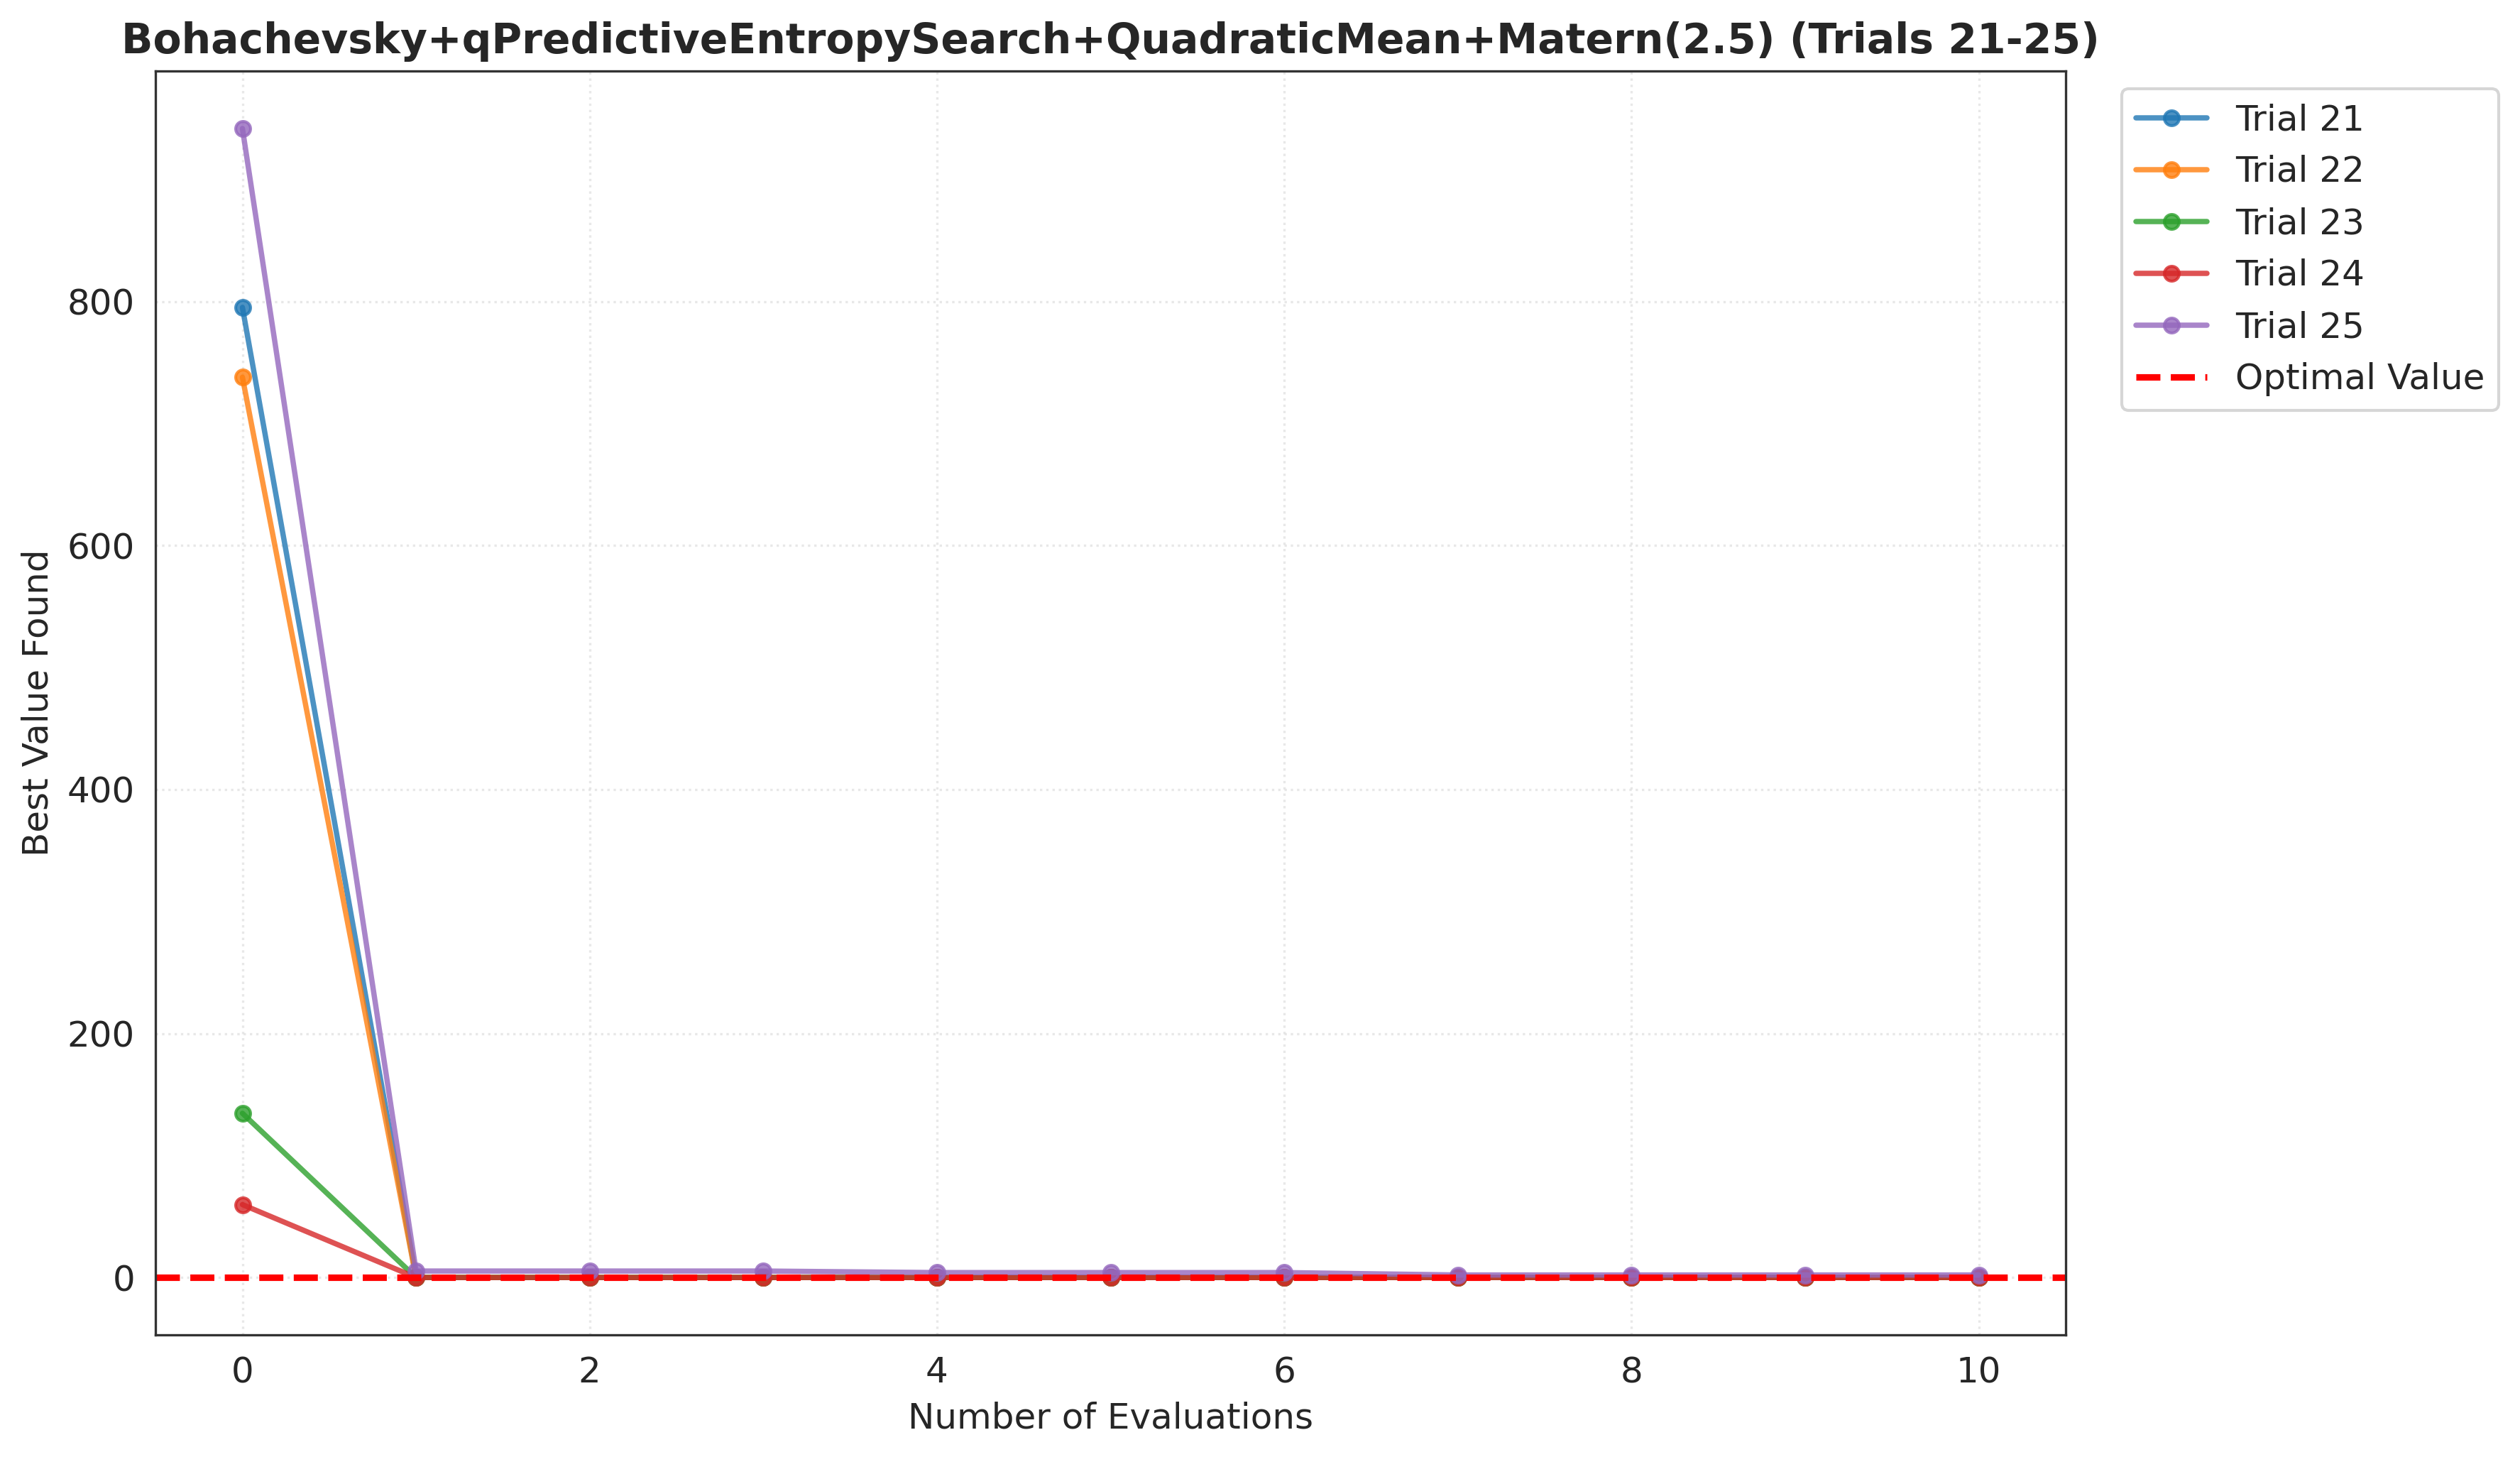 Bohachevsky+qPredictiveEntropySearch+QuadraticMean+Matern(2.5) (Trials 21-25)
Trial 21
Trial 22
Trial 23
Trial 24
Trial 25
Optimal Value
Best Value Found
800
600
400
200
0
0 2 4 6 8 10
Number of Evaluations